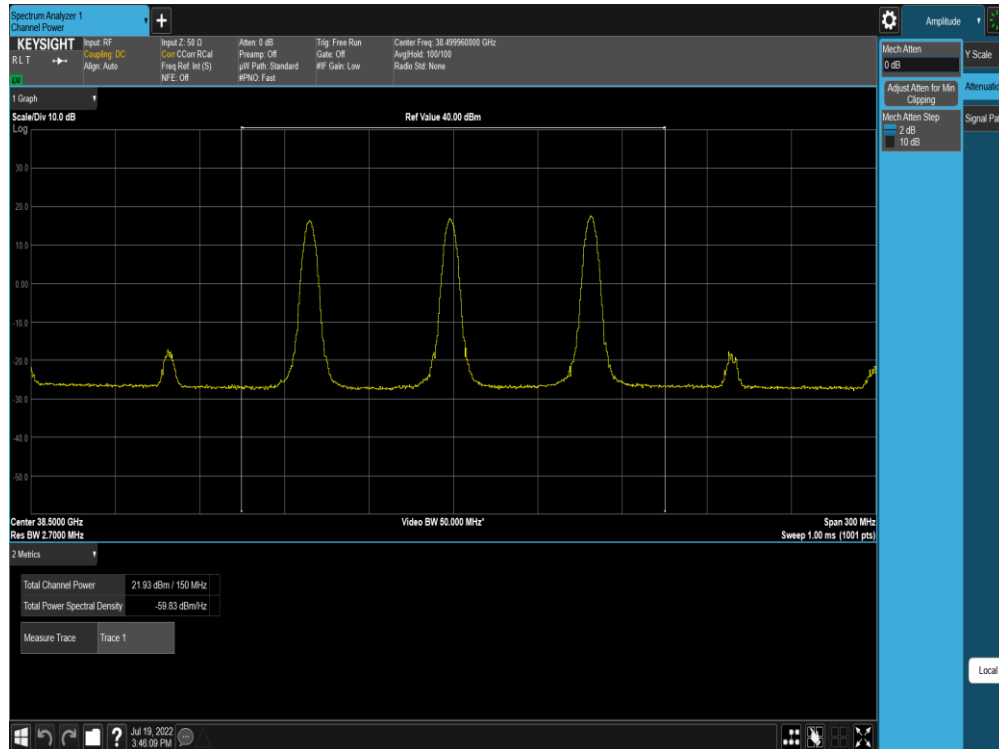 Spectrum Analyzer 1
Channel Power
Amplitude
KEYSIGHT
Input: RF
Coupling: DC
Align: Auto
Input Z: 50 Ω
Corr CCorr RCal
Freq Ref: Int (S)
NFE: Off
Atten: 0 dB
Preamp: Off
µW Path: Standard
#PNO: Fast
Trig: Free Run
Gate: Off
#IF Gain: Low
Center Freq: 38.499960000 GHz
Avg|Hold: 100/100
Radio Std: None
R L T
LV
Mech Atten
0 dB
Adjust Atten for Min
Clipping
Mech Atten Step
2 dB
10 dB
Y Scale
Attenuatio
Signal Pa
1 Graph
Scale/Div 10.0 dB
Ref Value 40.00 dBm
Log
30.0
20.0
10.0
0.00
-10.0
-20.0
-30.0
-40.0
-50.0
Center 38.5000 GHz
Video BW 50.000 MHz*
Span 300 MHz
Res BW 2.7000 MHz
Sweep 1.00 ms (1001 pts)
2 Metrics
Total Channel Power 21.93 dBm / 150 MHz
Total Power Spectral Density -59.83 dBm/Hz
Measure Trace Trace 1
Local
Jul 19, 2022
3:46:09 PM